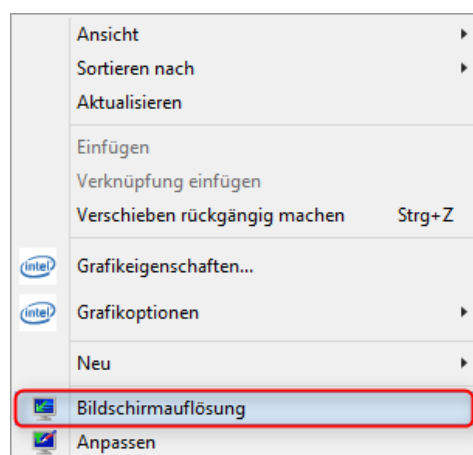 Ansicht
Sortieren nach
Aktualisieren
Einfügen
Verknüpfung einfügen
Verschieben rückgängig machen Strg+Z
intel Grafikeigenschaften...
intel Grafikoptionen
Neu
Bildschirmauflösung
Anpassen